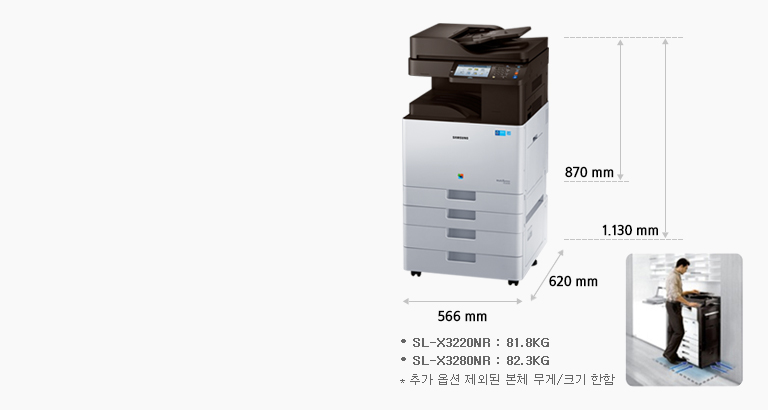 SAMSUNG
870 mm
1.130 mm
620 mm
566 mm
• SL-X3220NR : 81.8KG
• SL-X3280NR : 82.3KG
* 추가 옵션 제외된 본체 무게/크기 한함